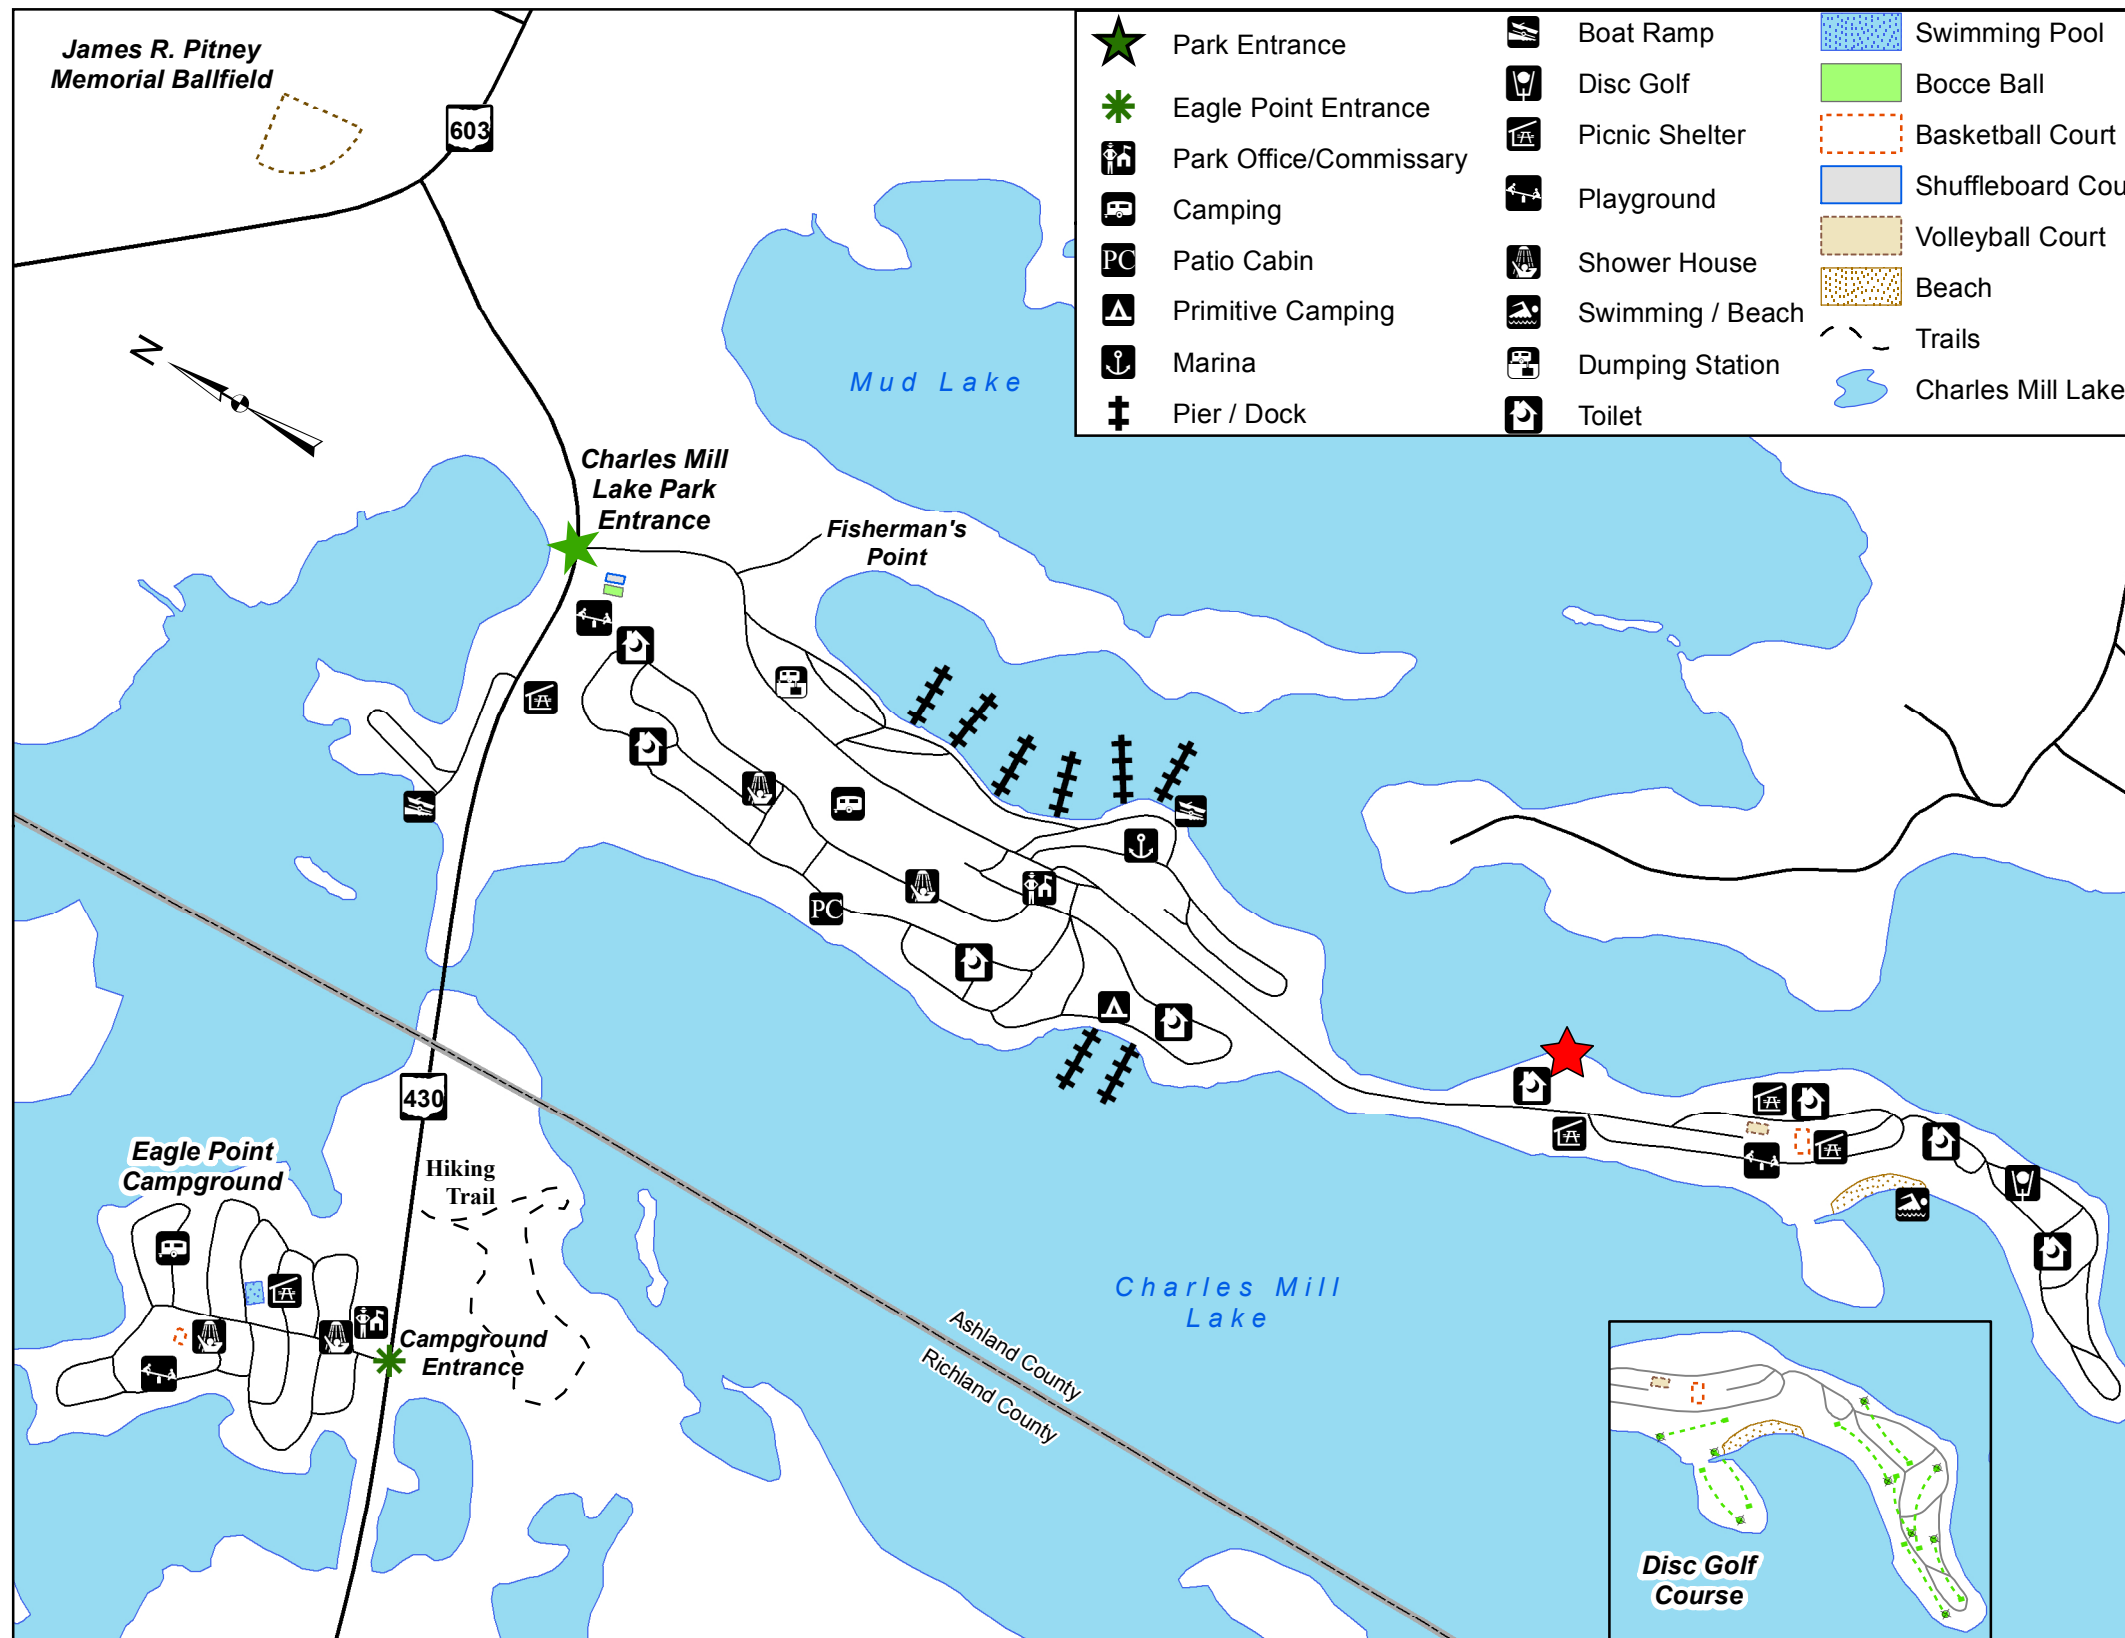 James R. Pitney
Memorial Ballfield
603
N
Park Entrance
Eagle Point Entrance
Park Office/Commissary
Camping
PC
Patio Cabin
Primitive Camping
Marina
Pier / Dock
Boat Ramp
Disc Golf
Picnic Shelter
Playground
Shower House
Swimming / Beach
Dumping Station
Toilet
Swimming Pool
Bocce Ball
Basketball Court
Shuffleboard Cou
Volleyball Court
Beach
Trails
Charles Mill Lake
Mud Lake
Charles Mill
Lake Park
Entrance
Fisherman's
Point
PC
430
Eagle Point
Campground
Hiking
Trail
Campground
Entrance
Charles Mill
Lake
Ashland County
Richland County
Disc Golf
Course